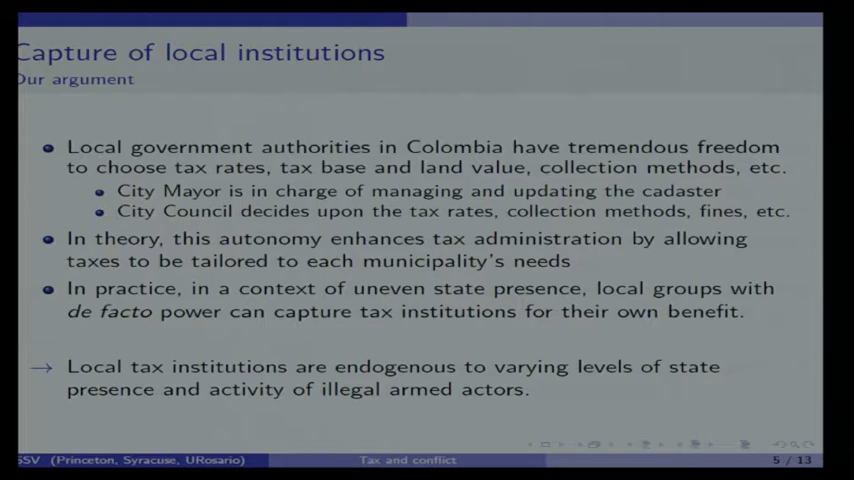 Capture of local institutions
Our argument
Local government authorities in Colombia have tremendous freedom
to choose tax rates, tax base and land value, collection methods, etc.
City Mayor is in charge of managing and updating the cadaster
City Council decides upon the tax rates, collection methods, fines, etc.
In theory, this autonomy enhances tax administration by allowing
taxes to be tailored to each municipality's needs
In practice, in a context of uneven state presence, local groups with
de facto power can capture tax institutions for their own benefit.
→ Local tax institutions are endogenous to varying levels of state
presence and activity of illegal armed actors.
SSV (Princeton, Syracuse, URosario) Tax and conflict 5 / 13